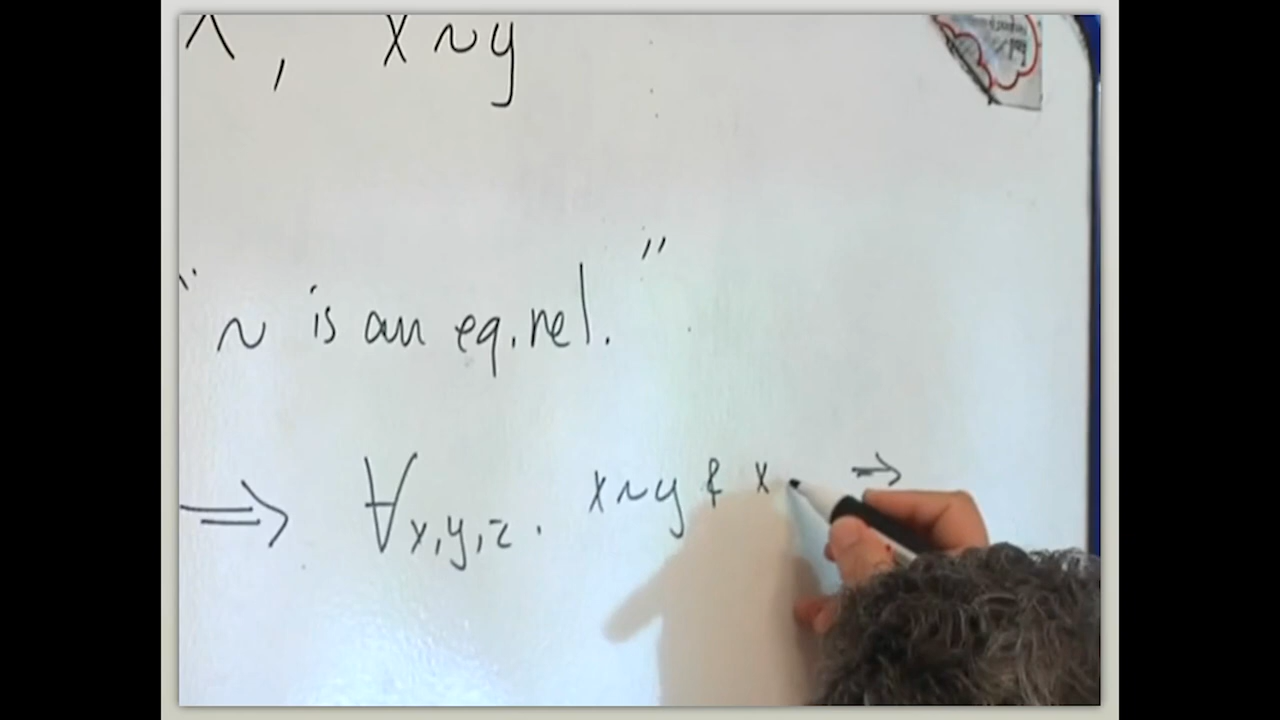 , x ~ y
" ~ is an eq. rel. "
⇒ ∀x,y,z. x~y & x ⇒